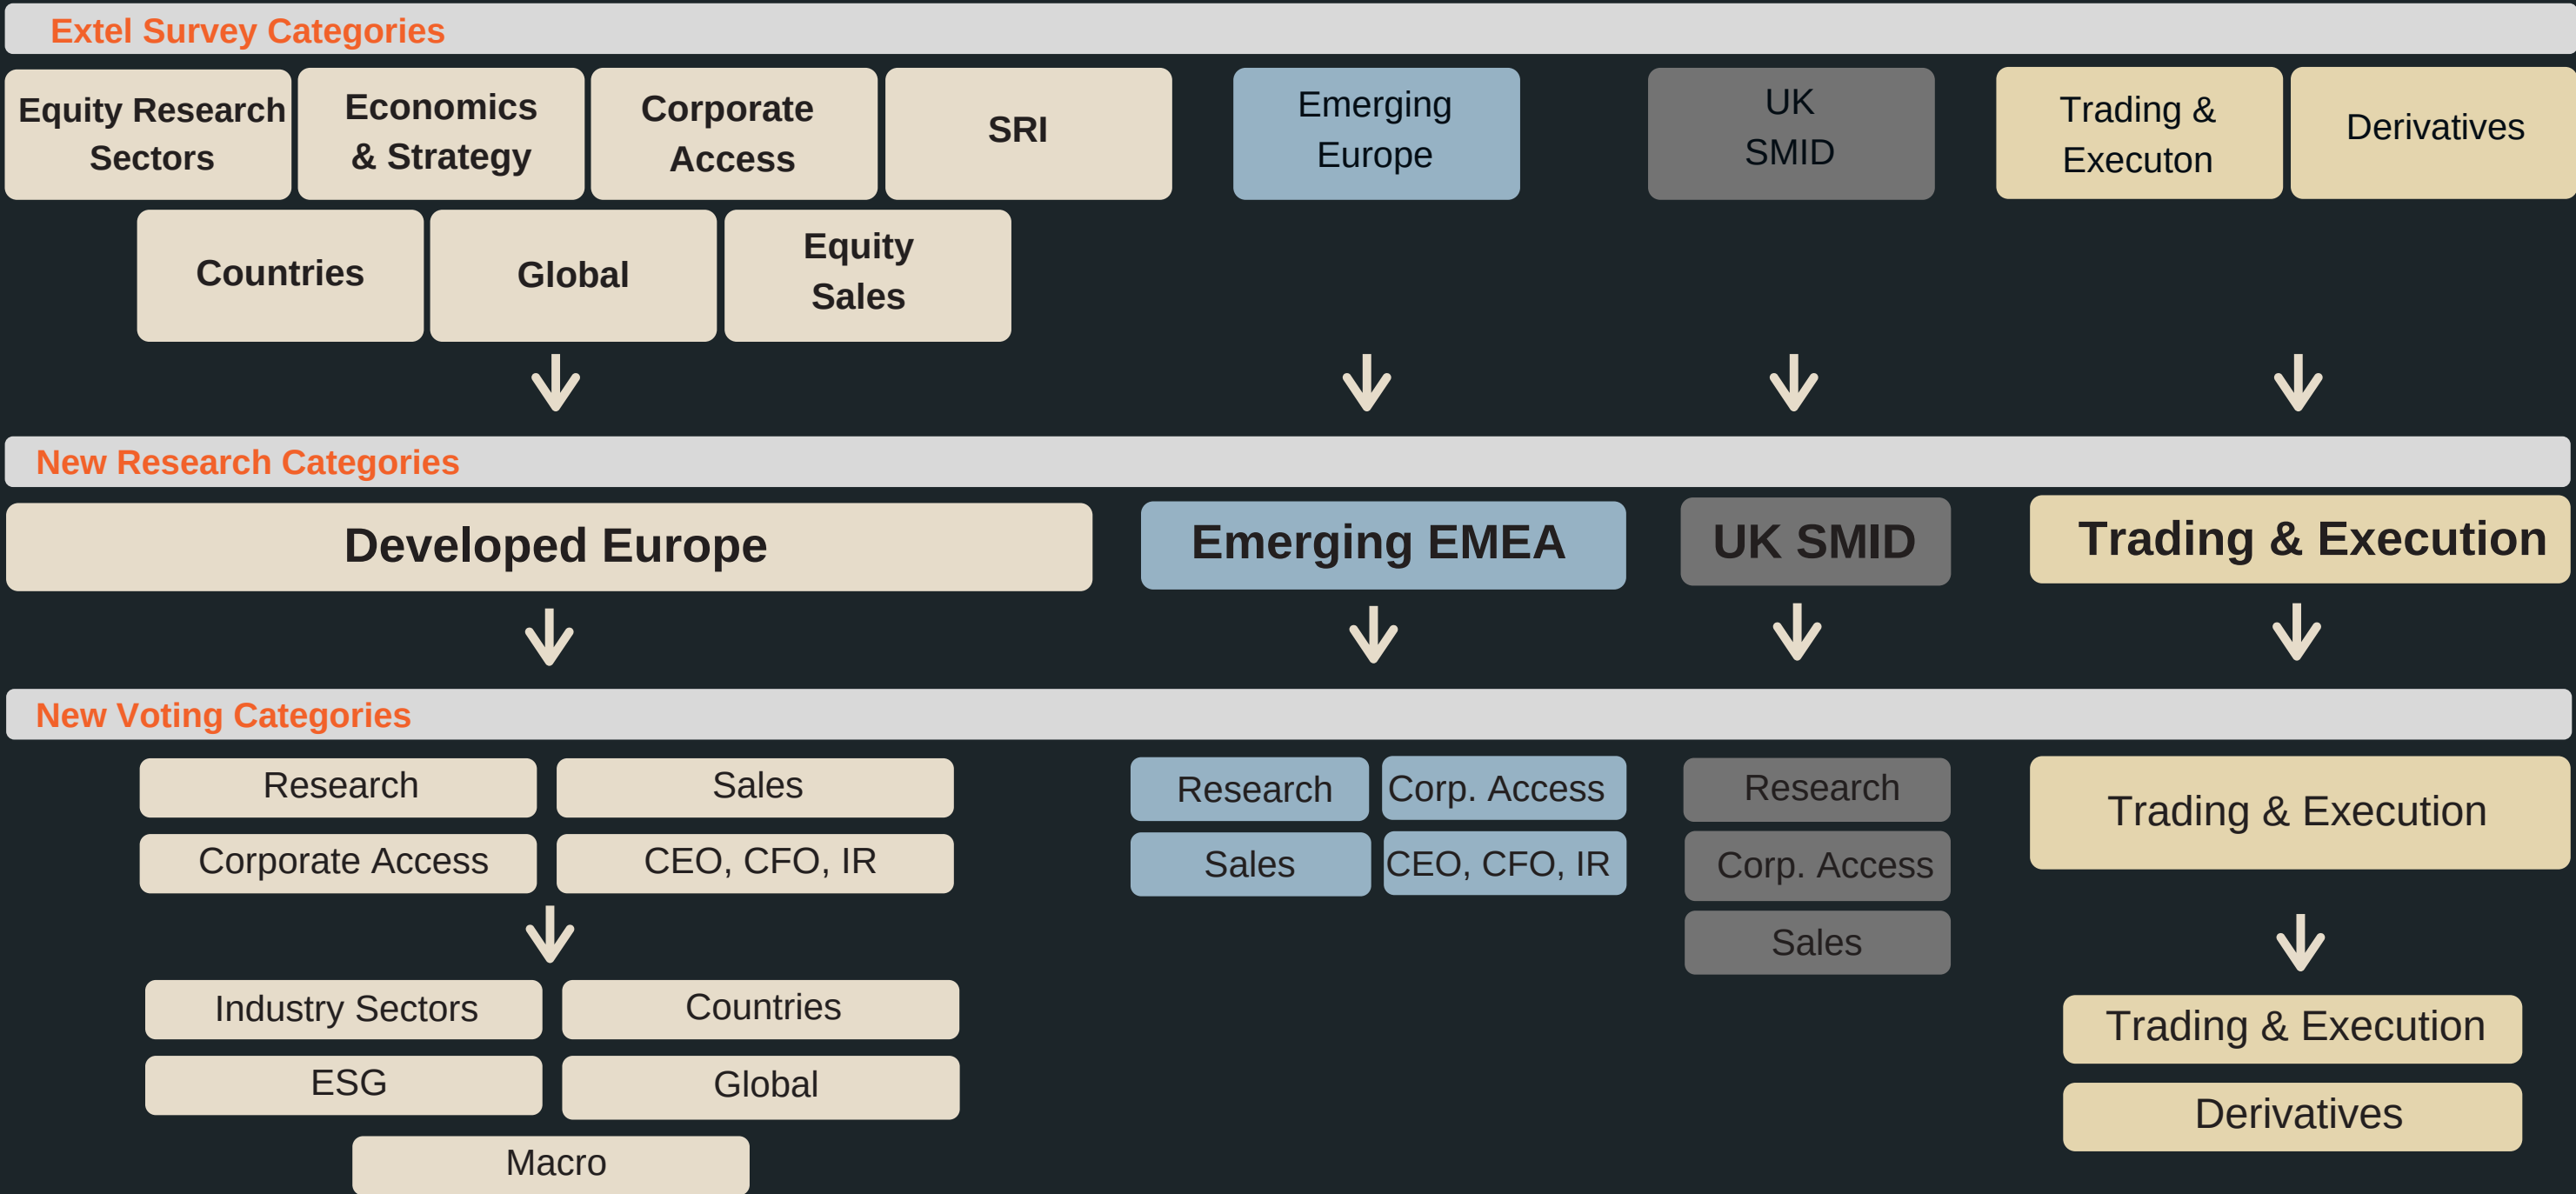 Extel Survey Categories
Equity Research
Sectors
Economics
& Strategy
Corporate
Access
SRI
Emerging
Europe
UK
SMID
Trading &
Executon
Derivatives
Countries
Global
Equity
Sales
New Research Categories
Developed Europe
Emerging EMEA
UK SMID
Trading & Execution
New Voting Categories
Research
Sales
Corporate Access
CEO, CFO, IR
Research
Corp. Access
Sales
CEO, CFO, IR
Research
Corp. Access
Sales
Trading & Execution
Industry Sectors
Countries
ESG
Global
Macro
Trading & Execution
Derivatives